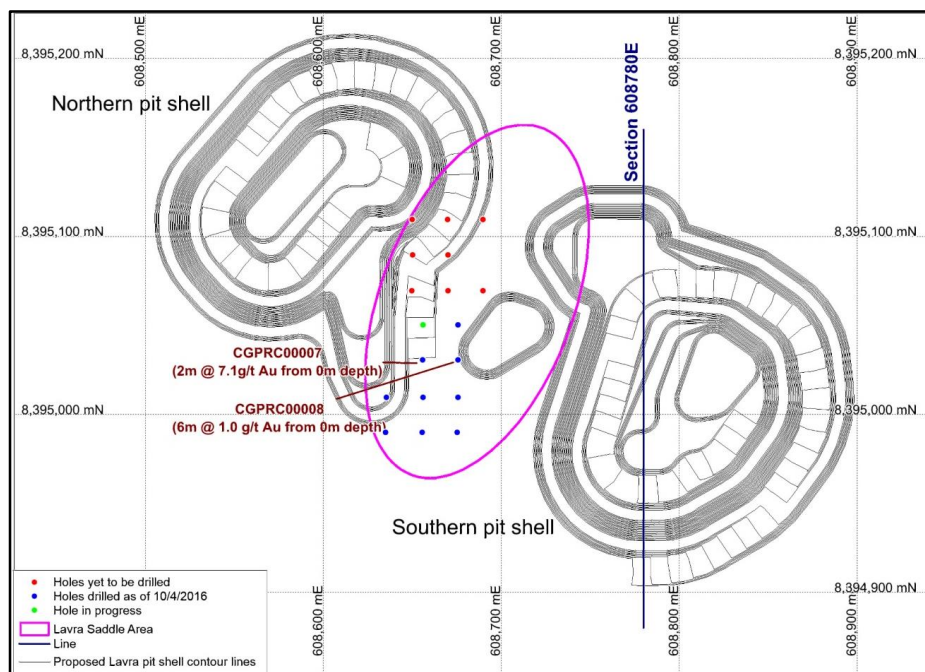 608,500 mE
608,600 mE
608,700 mE
608,800 mE
608,900 mE
8,395,200 mN
8,395,200 mN
Northern pit shell
Section 608780E
8,395,100 mN
8,395,100 mN
CGPRC00007
(2m @ 7.1g/t Au from 0m depth)
CGPRC00008
(6m @ 1.0 g/t Au from 0m depth)
8,395,000 mN
8,395,000 mN
Southern pit shell
8,394,900 mN
Holes yet to be drilled
Holes drilled as of 10/4/2016
Hole in progress
Lavra Saddle Area
Line
Proposed Lavra pit shell contour lines
608,600 mE
608,700 mE
608,800 mE
608,900 mE